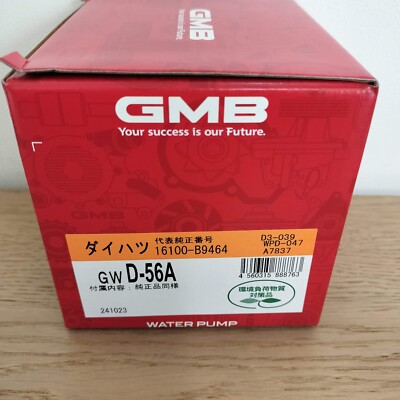 GMB
GMB
Your success is our Future.
GMB
ダイハツ
代表純正番号
16100-B9464
D3-039
WPD-047
A7837
GW D-56A
付属内容：純正品同様
4 560315 888763
環境負荷物質
対策品
241023
WATER PUMP